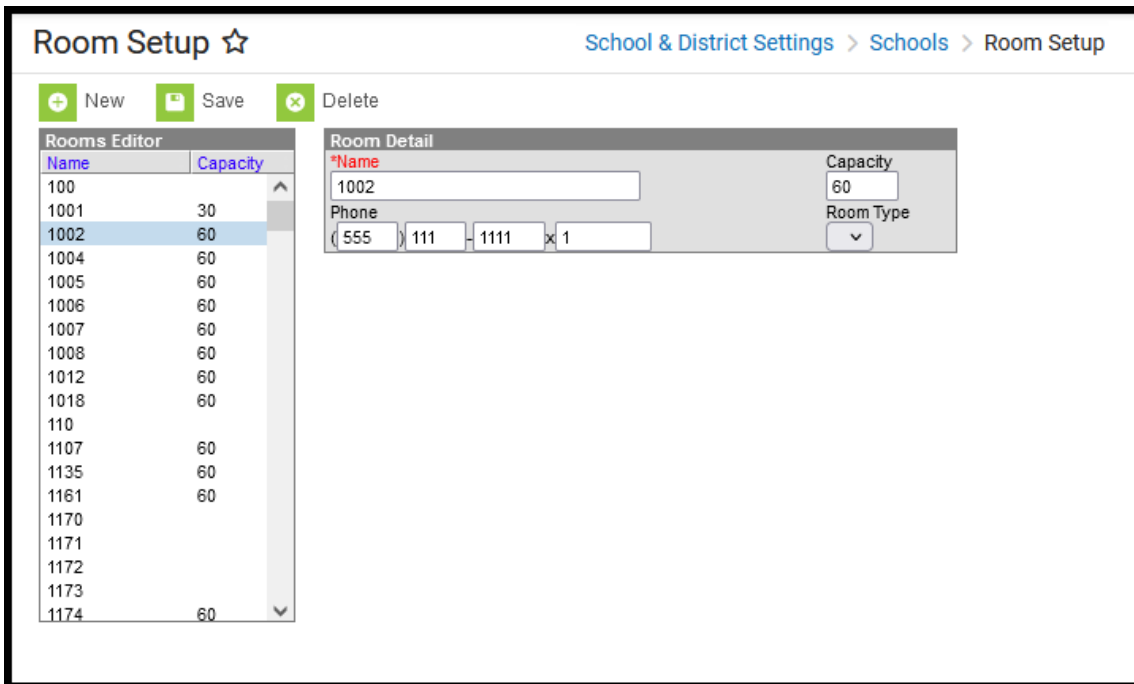 Room Setup
School & District Settings > Schools > Room Setup
New Save Delete
Rooms Editor
Name Capacity
100
1001 30
1002 60
1004 60
1005 60
1006 60
1007 60
1008 60
1012 60
1018 60
110
1107 60
1135 60
1161 60
1170
1171
1172
1173
1174 60
Room Detail
*Name Capacity
1002 60
Phone Room Type
(555) 111 - 1111 x 1